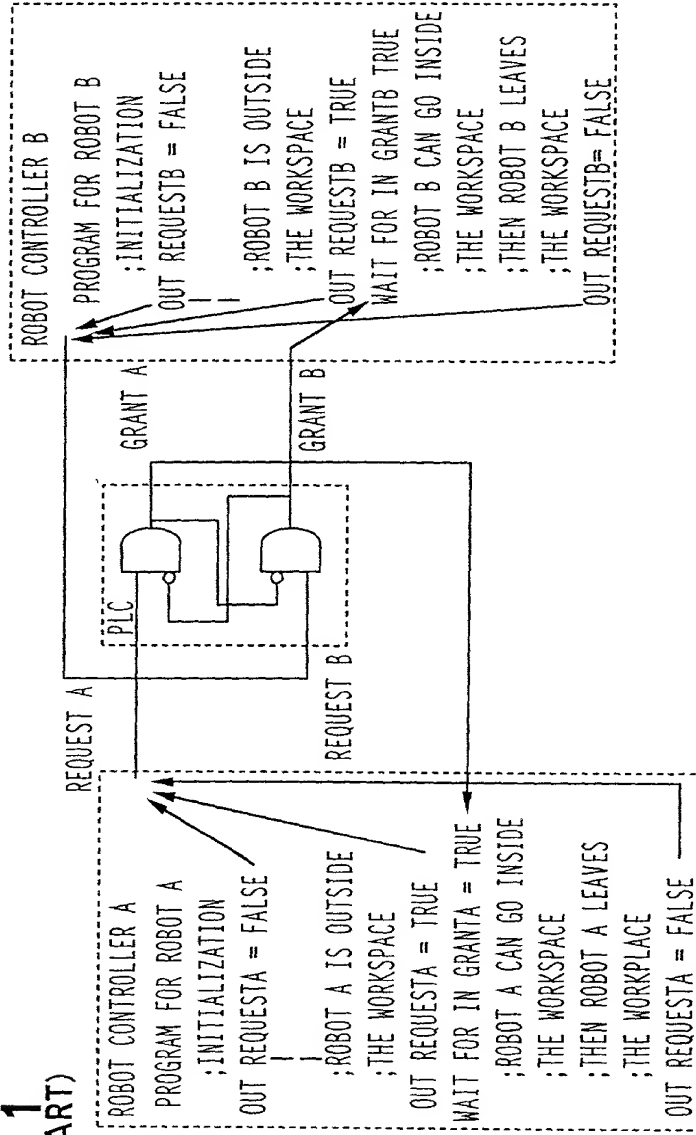 1
ART)
ROBOT CONTROLLER A
PROGRAM FOR ROBOT A
;INITIALIZATION
OUT REQUESTA = FALSE
;ROBOT A IS OUTSIDE
;THE WORKSPACE
OUT REQUESTA = TRUE
WAIT FOR IN GRANTA = TRUE
;ROBOT A CAN GO INSIDE
;THE WORKSPACE
;THEN ROBOT A LEAVES
;THE WORKPLACE
OUT REQUESTA = FALSE
REQUEST A
REQUEST B
PLC
GRANT A
GRANT B
ROBOT CONTROLLER B
PROGRAM FOR ROBOT B
;INITIALIZATION
OUT REQUESTB = FALSE
;ROBOT B IS OUTSIDE
;THE WORKSPACE
OUT REQUESTB = TRUE
WAIT FOR IN GRANTB TRUE
;ROBOT B CAN GO INSIDE
;THE WORKSPACE
;THEN ROBOT B LEAVES
;THE WORKSPACE
OUT REQUESTB= FALSE